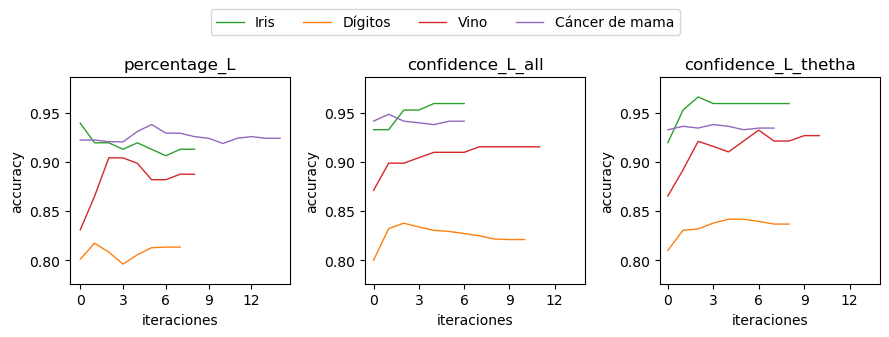 Iris Dígitos Vino Cáncer de mama
percentage_L confidence_L_all confidence_L_thetha
accuracy accuracy accuracy
0.95 0.95 0.95
0.90 0.90 0.90
0.85 0.85 0.85
0.80 0.80 0.80
0 3 6 9 12 0 3 6 9 12 0 3 6 9 12
iteraciones iteraciones iteraciones